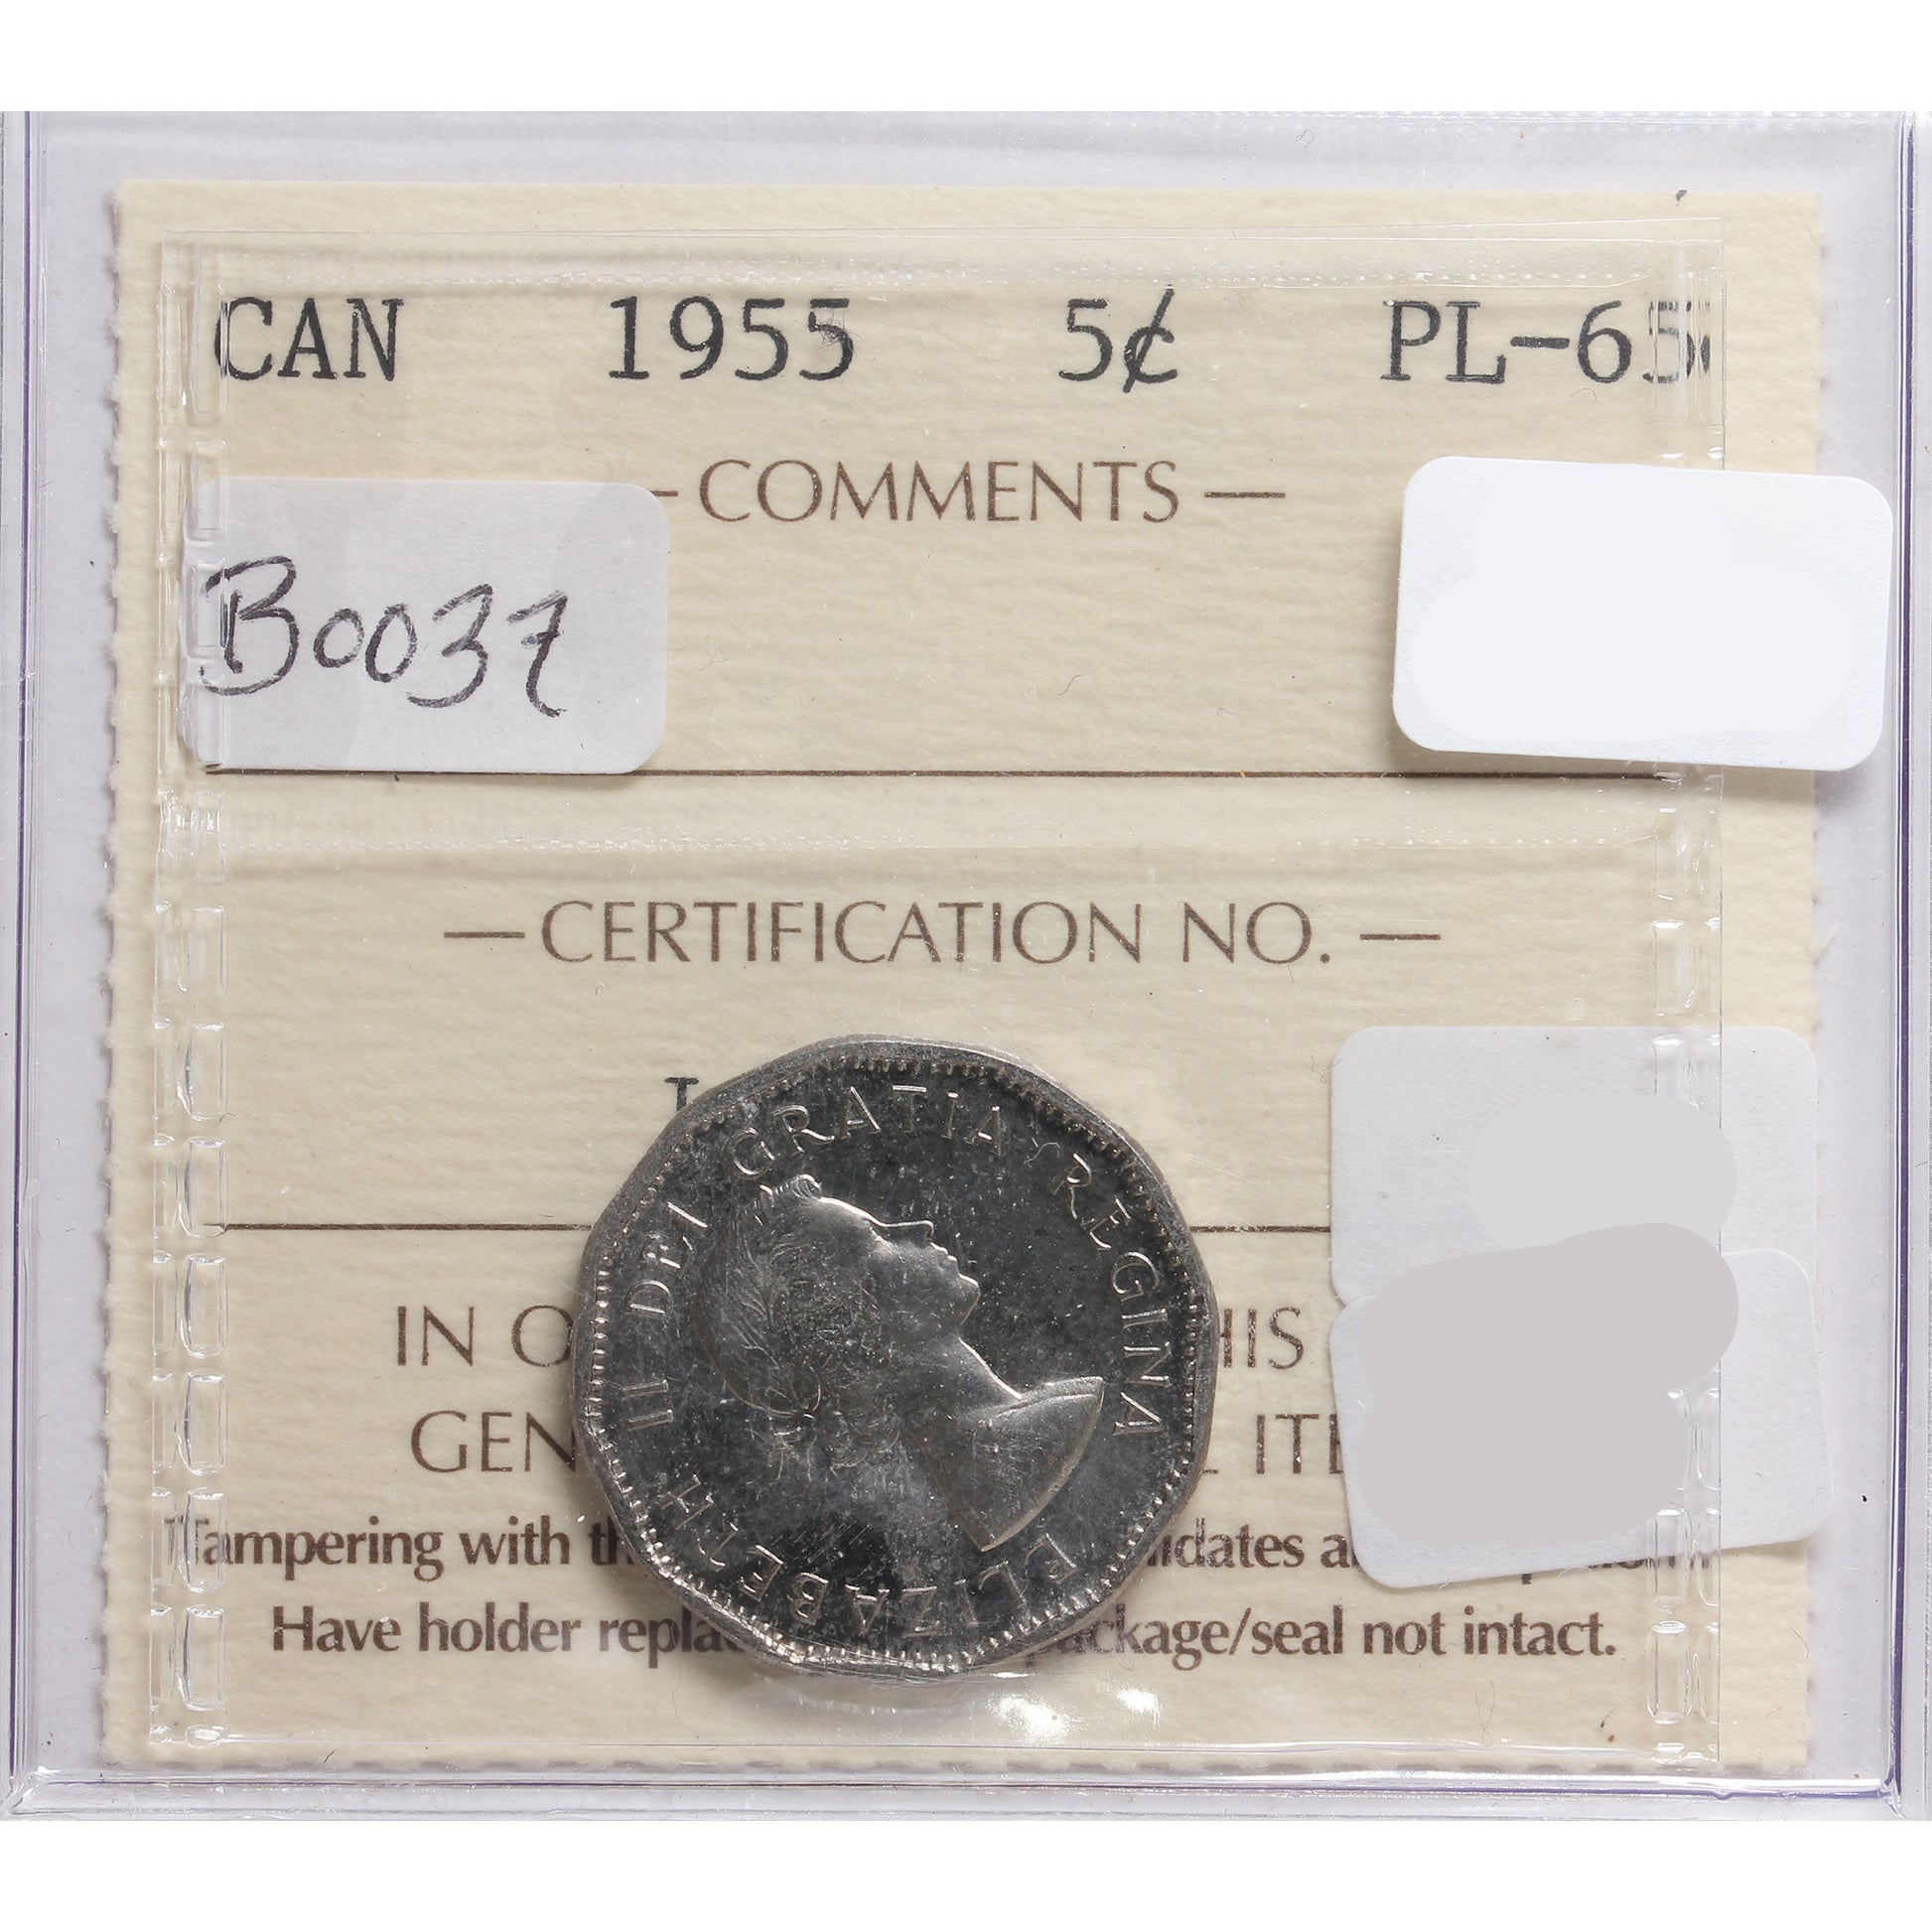 CAN 1955 5¢ PL-65
— COMMENTS —
B0037
— CERTIFICATION NO. —
I
ELIZABETH II DEI GRATIA REGINA
IN O HIS
GEN L ITE
Tampering with th idates a
Have holder repla package/seal not intact.